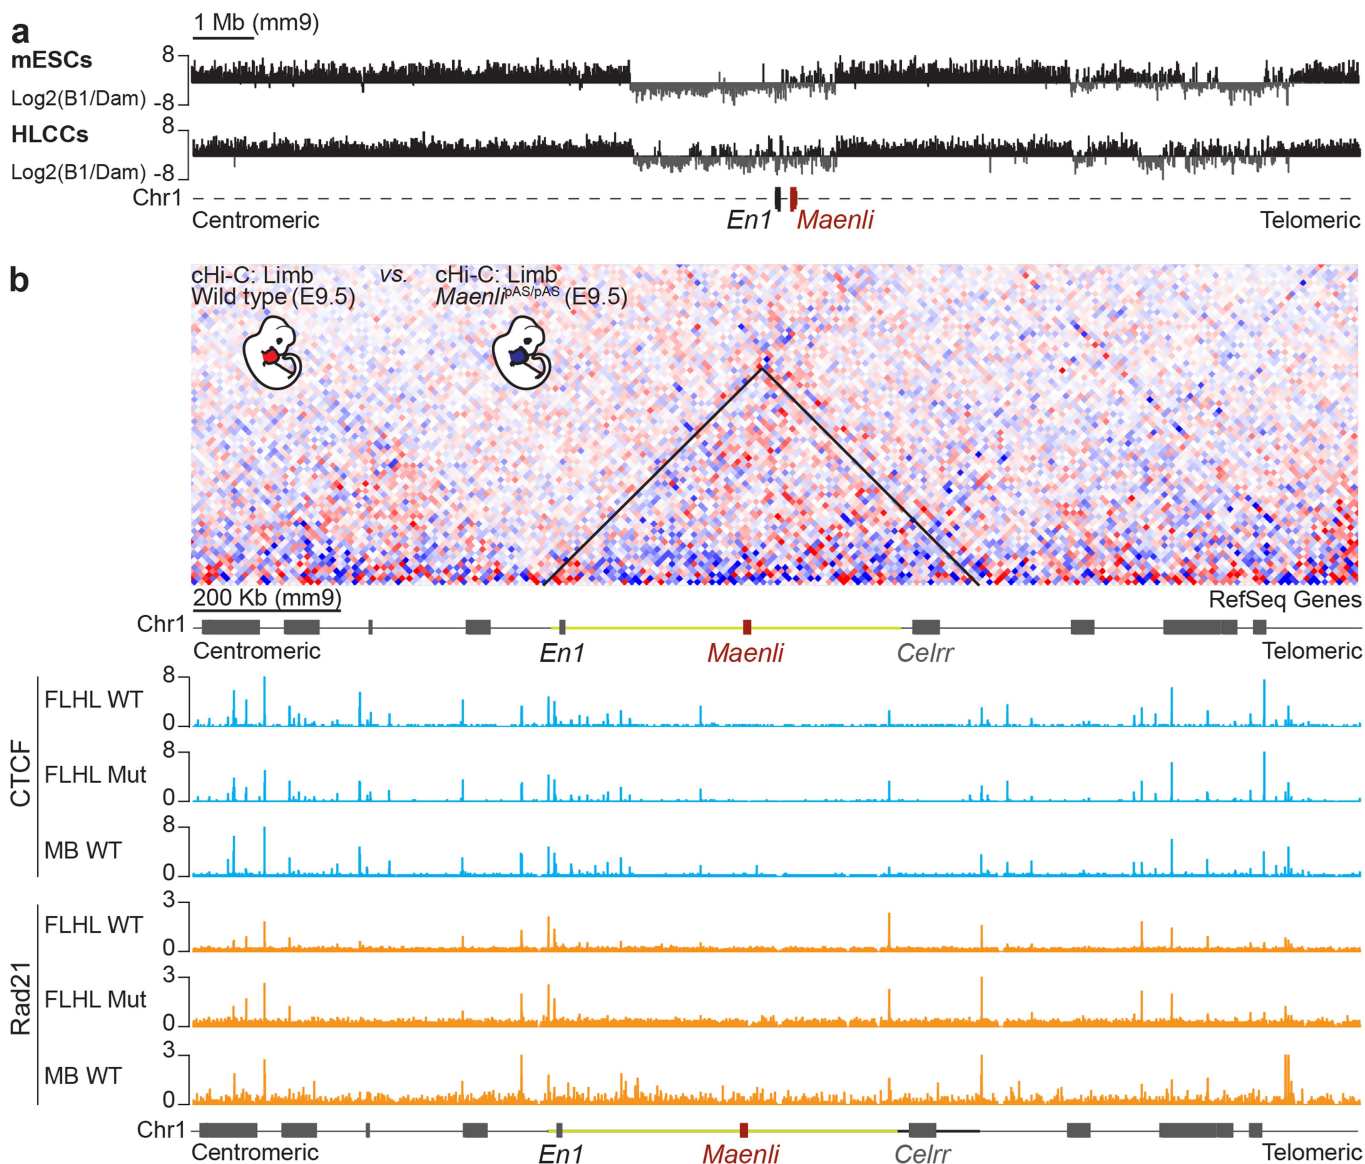 a
1 Mb (mm9)
mESCs
8
Log2(B1/Dam)
-8
HLCCs
8
Log2(B1/Dam)
-8
Chr1
Centromeric
En1
Maenli
Telomeric
b
cHi-C: Limb vs. cHi-C: Limb
Wild type (E9.5) Maenli pAS/pAS (E9.5)
200 Kb (mm9)
RefSeq Genes
Chr1
Centromeric
En1
Maenli
Celrr
Telomeric
CTCF
FLHL WT
8
0
FLHL Mut
8
0
MB WT
8
0
Rad21
FLHL WT
3
0
FLHL Mut
3
0
MB WT
3
0
Chr1
Centromeric
En1
Maenli
Celrr
Telomeric